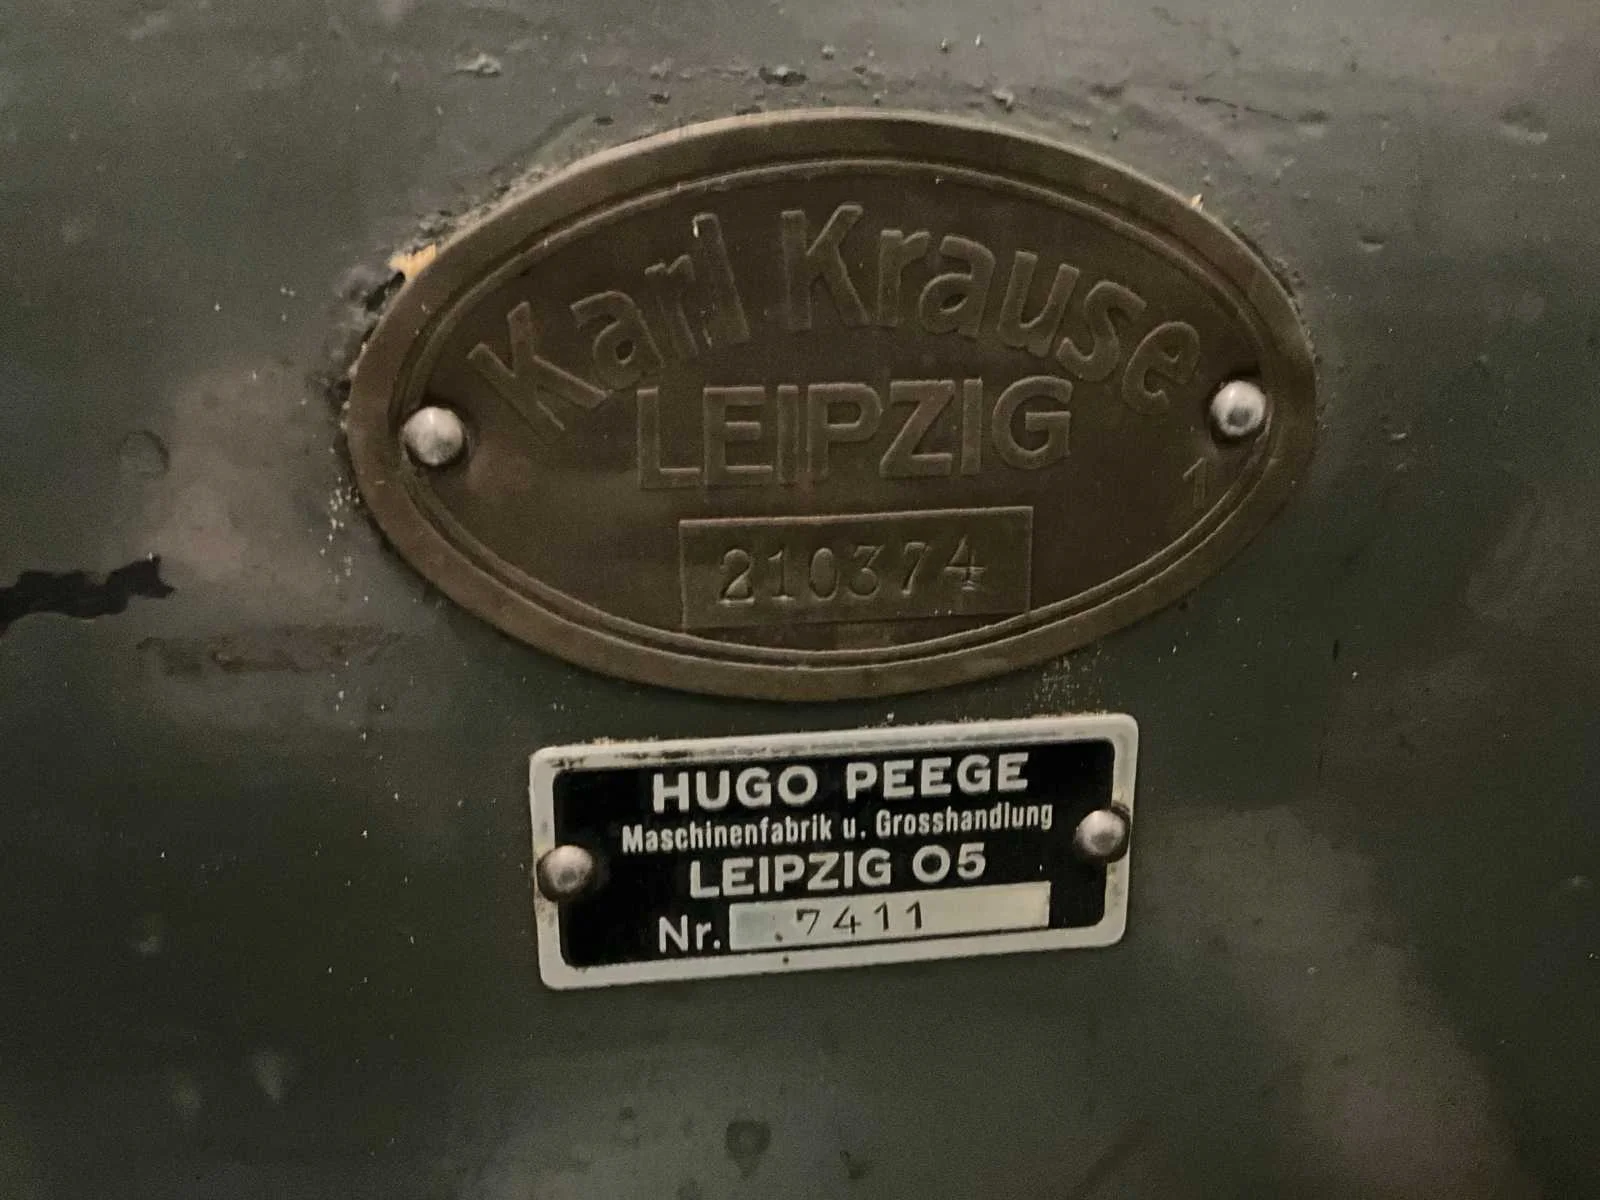 Karl Krause
LEIPZIG
1
210374
HUGO PEEGE
Maschinenfabrik u. Grosshandlung
LEIPZIG O5
Nr. 7411